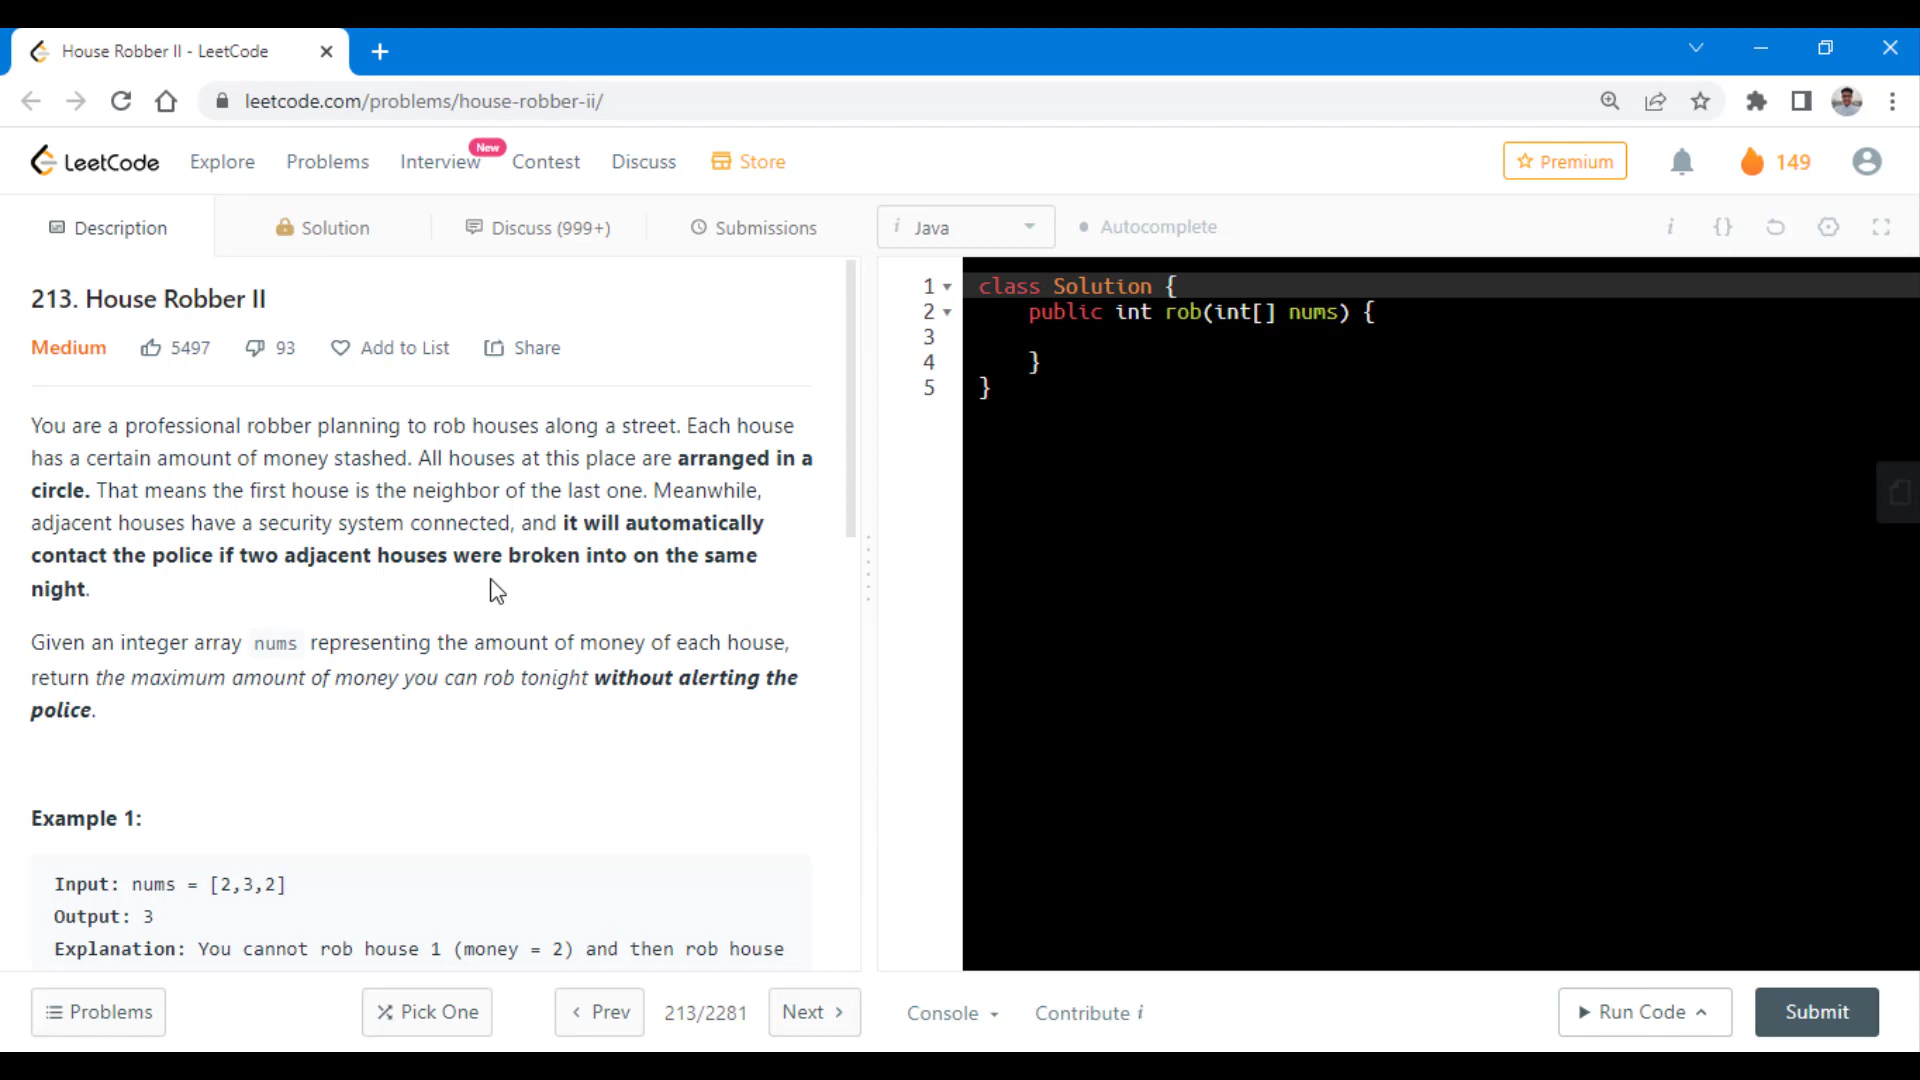 House Robber II - LeetCode
leetcode.com/problems/house-robber-ii/
LeetCode Explore Problems Interview New Contest Discuss Store Premium 149
Description Solution Discuss (999+) Submissions i Java Autocomplete i {}
213. House Robber II
Medium 5497 93 Add to List Share
You are a professional robber planning to rob houses along a street. Each house
has a certain amount of money stashed. All houses at this place are arranged in a
circle. That means the first house is the neighbor of the last one. Meanwhile,
adjacent houses have a security system connected, and it will automatically
contact the police if two adjacent houses were broken into on the same
night.
Given an integer array nums representing the amount of money of each house,
return the maximum amount of money you can rob tonight without alerting the
police.
Example 1:
Input: nums = [2,3,2]
Output: 3
Explanation: You cannot rob house 1 (money = 2) and then rob house
1 class Solution {
2 public int rob(int[] nums) {
3
4 }
5 }
Problems Pick One Prev 213/2281 Next Console Contribute i Run Code Submit